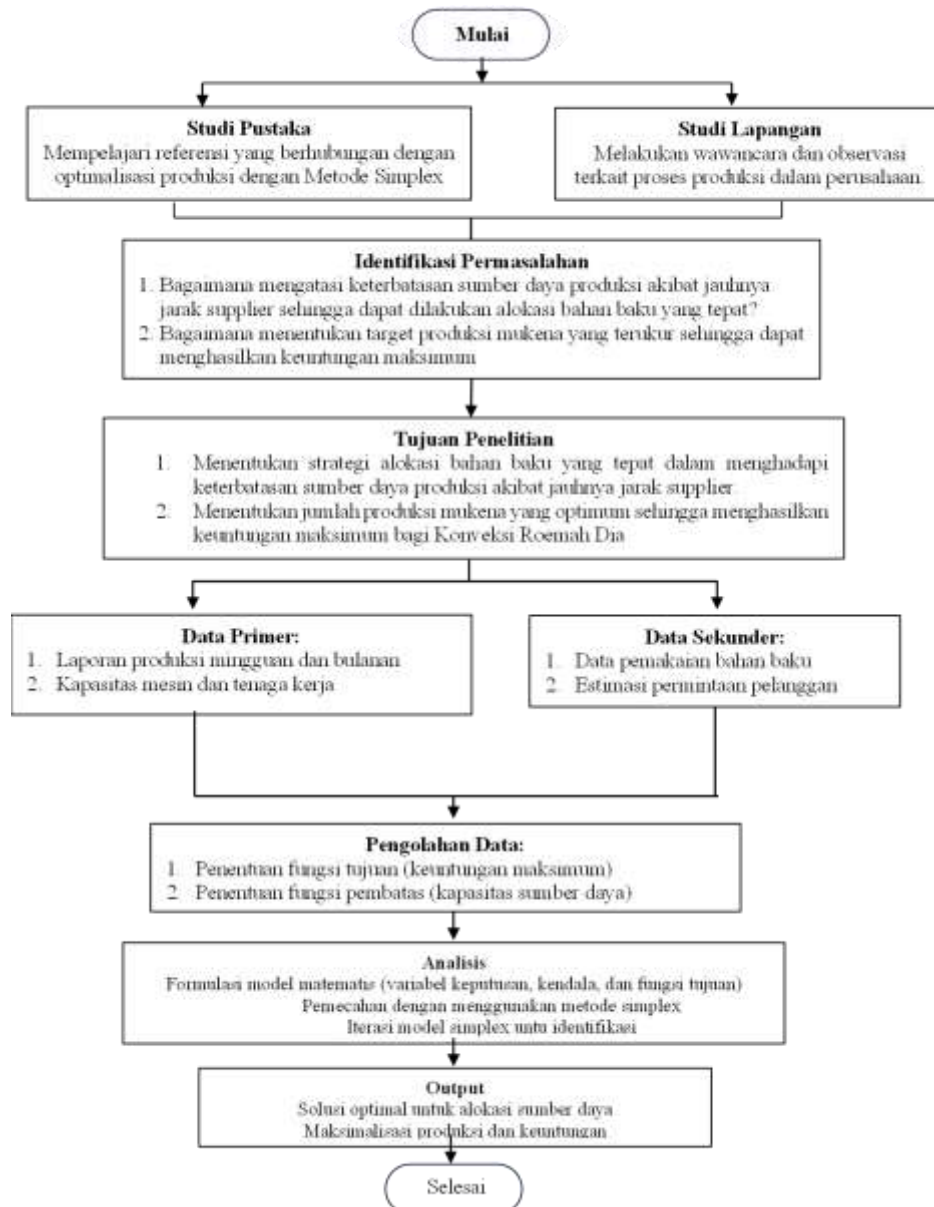 Mulai
Studi Pustaka
Mempelajari referensi yang berhubungan dengan
optimalisasi produksi dengan Metode Simplex
Studi Lapangan
Melakukan wawancara dan observasi
terkait proses produksi dalam perusahaan.
Identifikasi Permasalahan
1. Bagaimana mengatasi keterbatasan sumber daya produksi akibat jauhnya
jarak supplier sehingga dapat dilakukan alokasi bahan baku yang tepat?
2. Bagaimana menentukan target produksi mukena yang terukur sehingga dapat
menghasilkan keuntungan maksimum
Tujuan Penelitian
1. Menentukan strategi alokasi bahan baku yang tepat dalam menghadapi
keterbatasan sumber daya produksi akibat jauhnya jarak supplier
2. Menentukan jumlah produksi mukena yang optimum sehingga menghasilkan
keuntungan maksimum bagi Konveksi Roemah Dia
Data Primer:
1. Laporan produksi mingguan dan bulanan
2. Kapasitas mesin dan tenaga kerja
Data Sekunder:
1. Data pemakaian bahan baku
2. Estimasi permintaan pelanggan
Pengolahan Data:
1. Penentuan fungsi tujuan (keuntungan maksimum)
2. Penentuan fungsi pembatas (kapasitas sumber daya)
Analisis
Formulasi model matematis (variabel keputusan, kendala, dan fungsi tujuan)
Pemecahan dengan menggunakan metode simplex
Iterasi model simplex untu identifikasi
Output
Solusi optimal untuk alokasi sumber daya
Maksimalisasi produksi dan keuntungan
Selesai